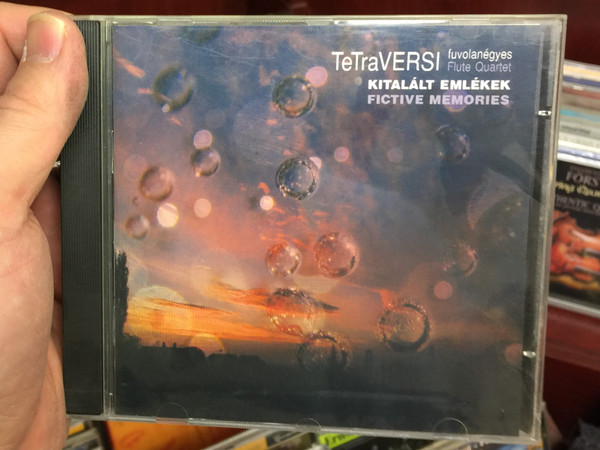 TeTraVERSI fuvolanégyes
Flute Quartet
KITALÁLT EMLÉKEK
FICTIVE MEMORIES